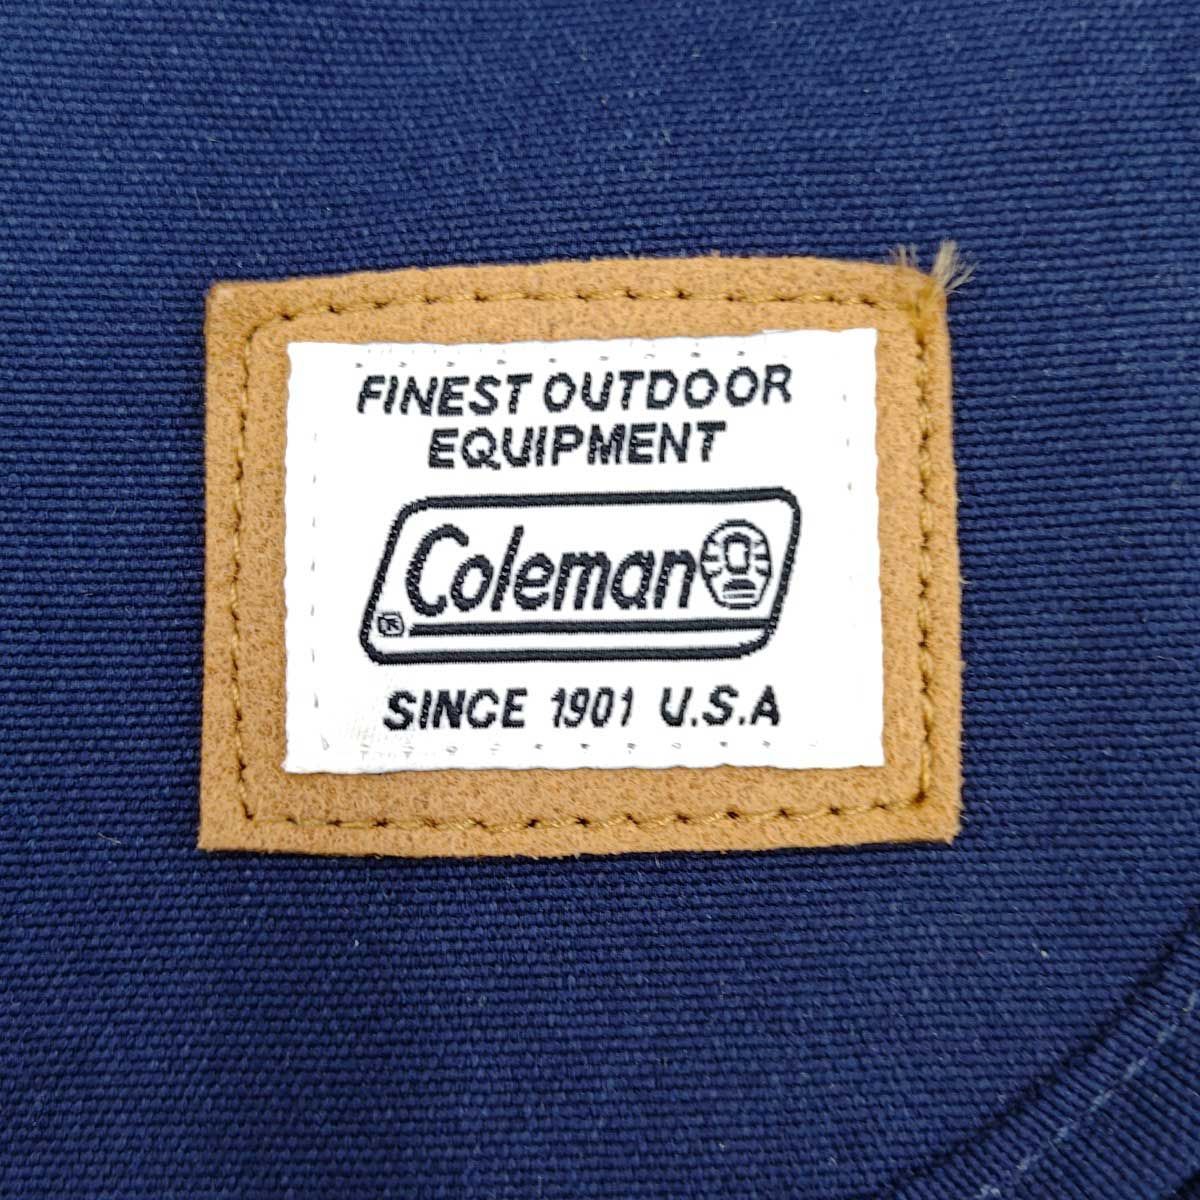 FINEST OUTDOOR
EQUIPMENT
Coleman
®
SINCE 1901 U.S.A